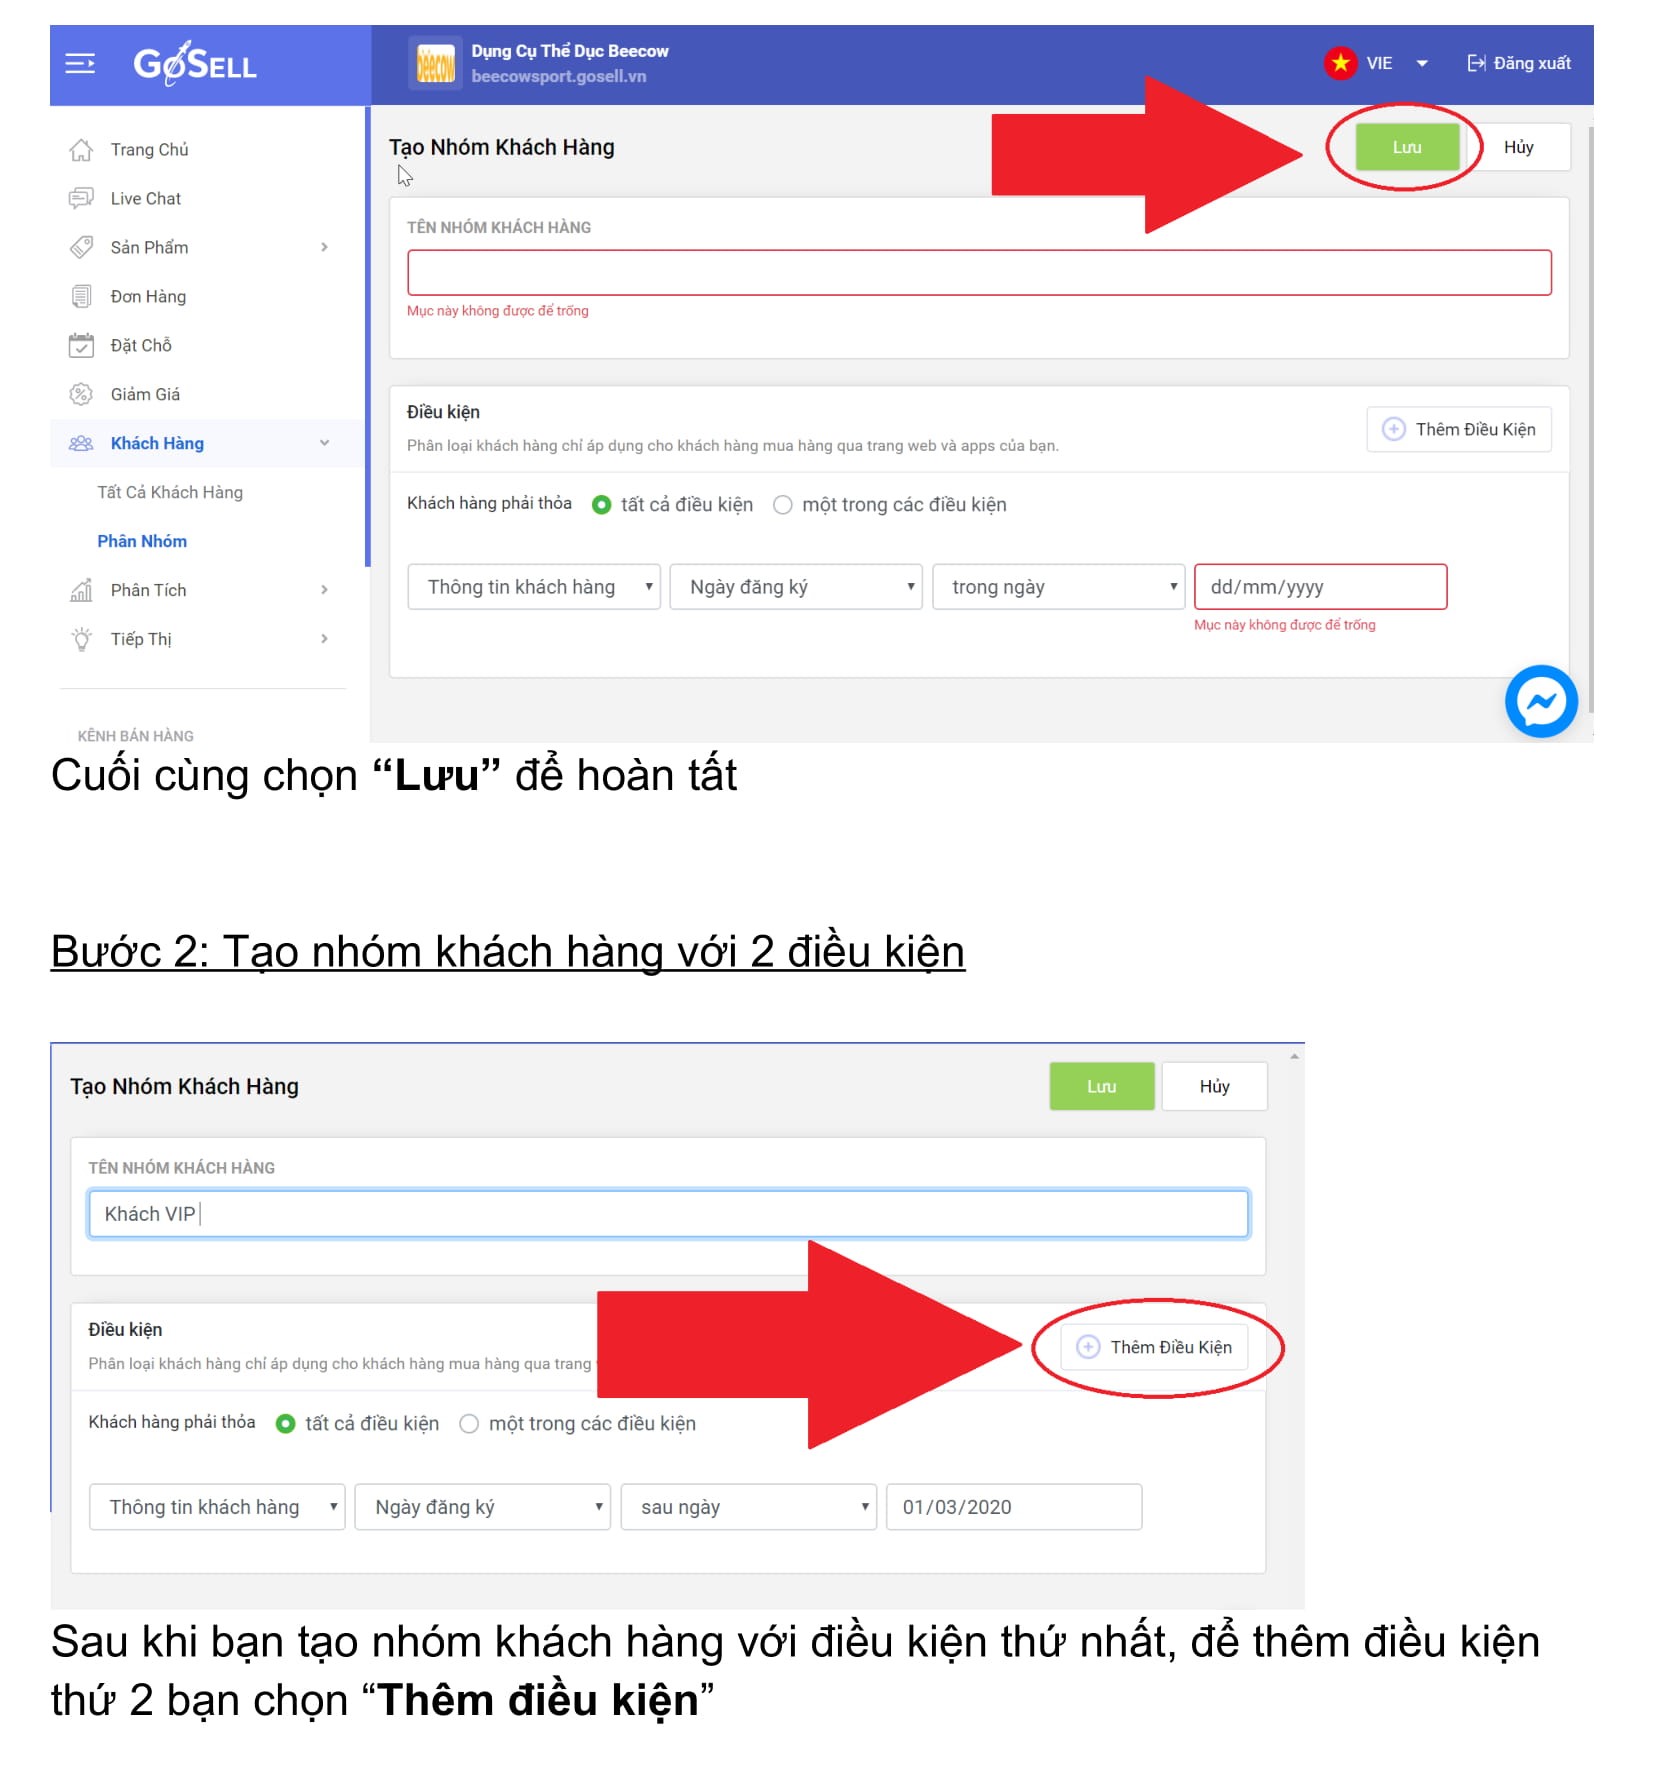 GoSELL
Dụng Cụ Thể Dục Beecow
beecow
beecowsport.gosell.vn
VIE
Đăng xuất
Trang Chủ
Live Chat
Sản Phẩm
Đơn Hàng
Đặt Chỗ
Giảm Giá
Khách Hàng
Tất Cả Khách Hàng
Phân Nhóm
Phân Tích
Tiếp Thị
KÊNH BÁN HÀNG
Tạo Nhóm Khách Hàng
Lưu
Hủy
TÊN NHÓM KHÁCH HÀNG
Mục này không được để trống
Điều kiện
Phân loại khách hàng chỉ áp dụng cho khách hàng mua hàng qua trang web và apps của bạn.
Thêm Điều Kiện
Khách hàng phải thỏa tất cả điều kiện một trong các điều kiện
Thông tin khách hàng Ngày đăng ký trong ngày dd/mm/yyyy
Mục này không được để trống
Cuối cùng chọn “Lưu” để hoàn tất
Bước 2: Tạo nhóm khách hàng với 2 điều kiện
Tạo Nhóm Khách Hàng
Lưu
Hủy
TÊN NHÓM KHÁCH HÀNG
Khách VIP
Điều kiện
Phân loại khách hàng chỉ áp dụng cho khách hàng mua hàng qua trang
Thêm Điều Kiện
Khách hàng phải thỏa tất cả điều kiện một trong các điều kiện
Thông tin khách hàng Ngày đăng ký sau ngày 01/03/2020
Sau khi bạn tạo nhóm khách hàng với điều kiện thứ nhất, để thêm điều kiện
thứ 2 bạn chọn “Thêm điều kiện”